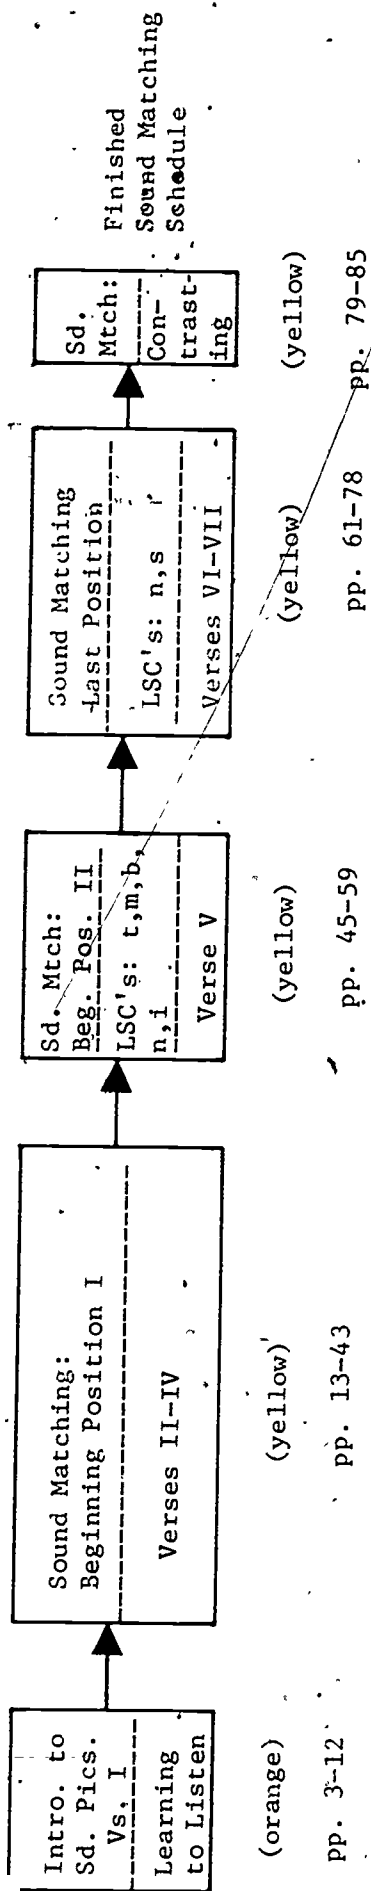 Intro. to
Sd. Pics.
Vs. I
Learning
to Listen
(orange)
pp. 3-12
Sound Matching:
Beginning Position I
Verses II-IV
(yellow)
pp. 13-43
Sd. Mtch:
Beg. Pos. II
LSC's: t,m,b,
n,i
Verse V
(yellow)
pp. 45-59
Sound Matching
Last Position
LSC's: n,s
Verses VI-VII
(yellow)
pp. 61-78
Sd.
Mtch:
Con-
trast-
ing
(yellow)
pp. 79-85
Finished
Sound Matching
Schedule